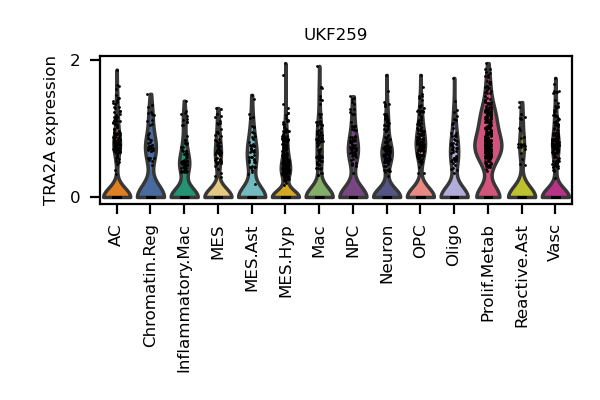 UKF259
TRA2A expression
2
0
AC
Chromatin.Reg
Inflammatory.Mac
MES
MES.Ast
MES.Hyp
Mac
NPC
Neuron
OPC
Oligo
Prolif.Metab
Reactive.Ast
Vasc